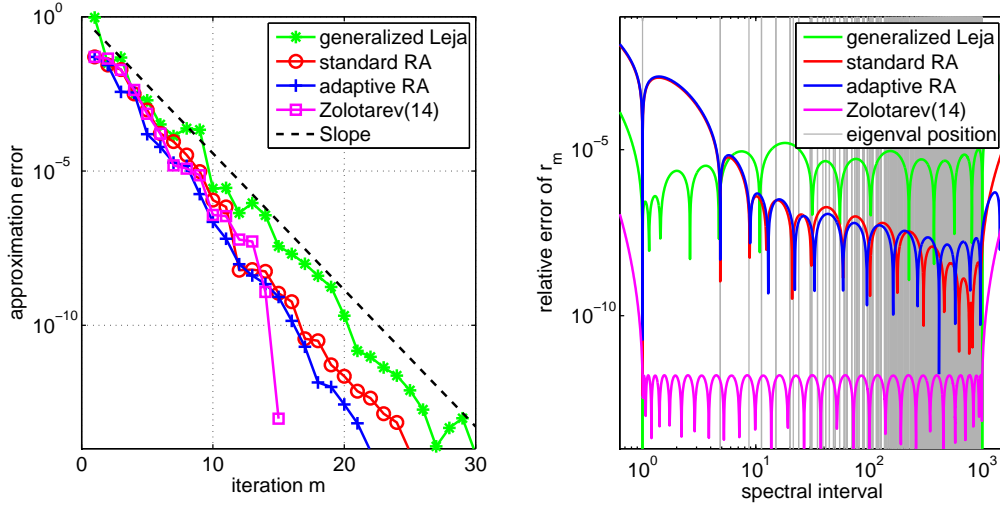 10^0
10^-5
10^-10
approximation error
0
10
20
30
iteration m
generalized Leja
standard RA
adaptive RA
Zolotarev(14)
Slope
10^-5
10^-10
relative error of r_m
10^0
10^1
10^2
10^3
spectral interval
generalized Leja
standard RA
adaptive RA
Zolotarev(14)
eigenval position